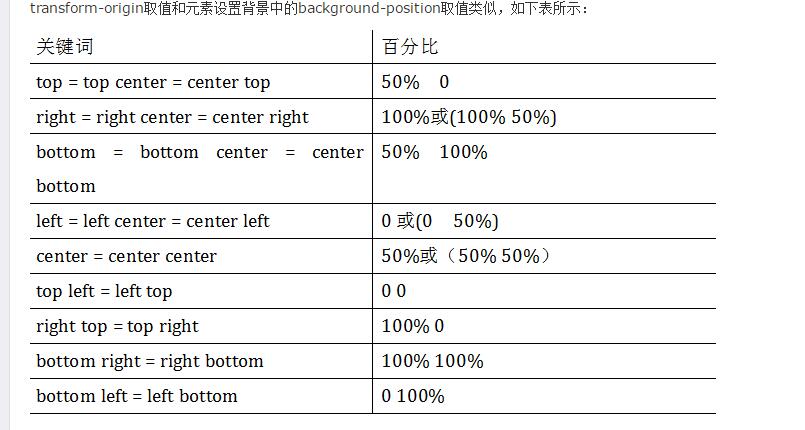 transform-origin取值和元素设置背景中的background-position取值类似，如下表所示：
关键词 百分比
top = top center = center top 50% 0
right = right center = center right 100%或(100% 50%)
bottom = bottom center = center 50% 100%
bottom
left = left center = center left 0 或(0 50%)
center = center center 50%或（50% 50%）
top left = left top 0 0
right top = top right 100% 0
bottom right = right bottom 100% 100%
bottom left = left bottom 0 100%